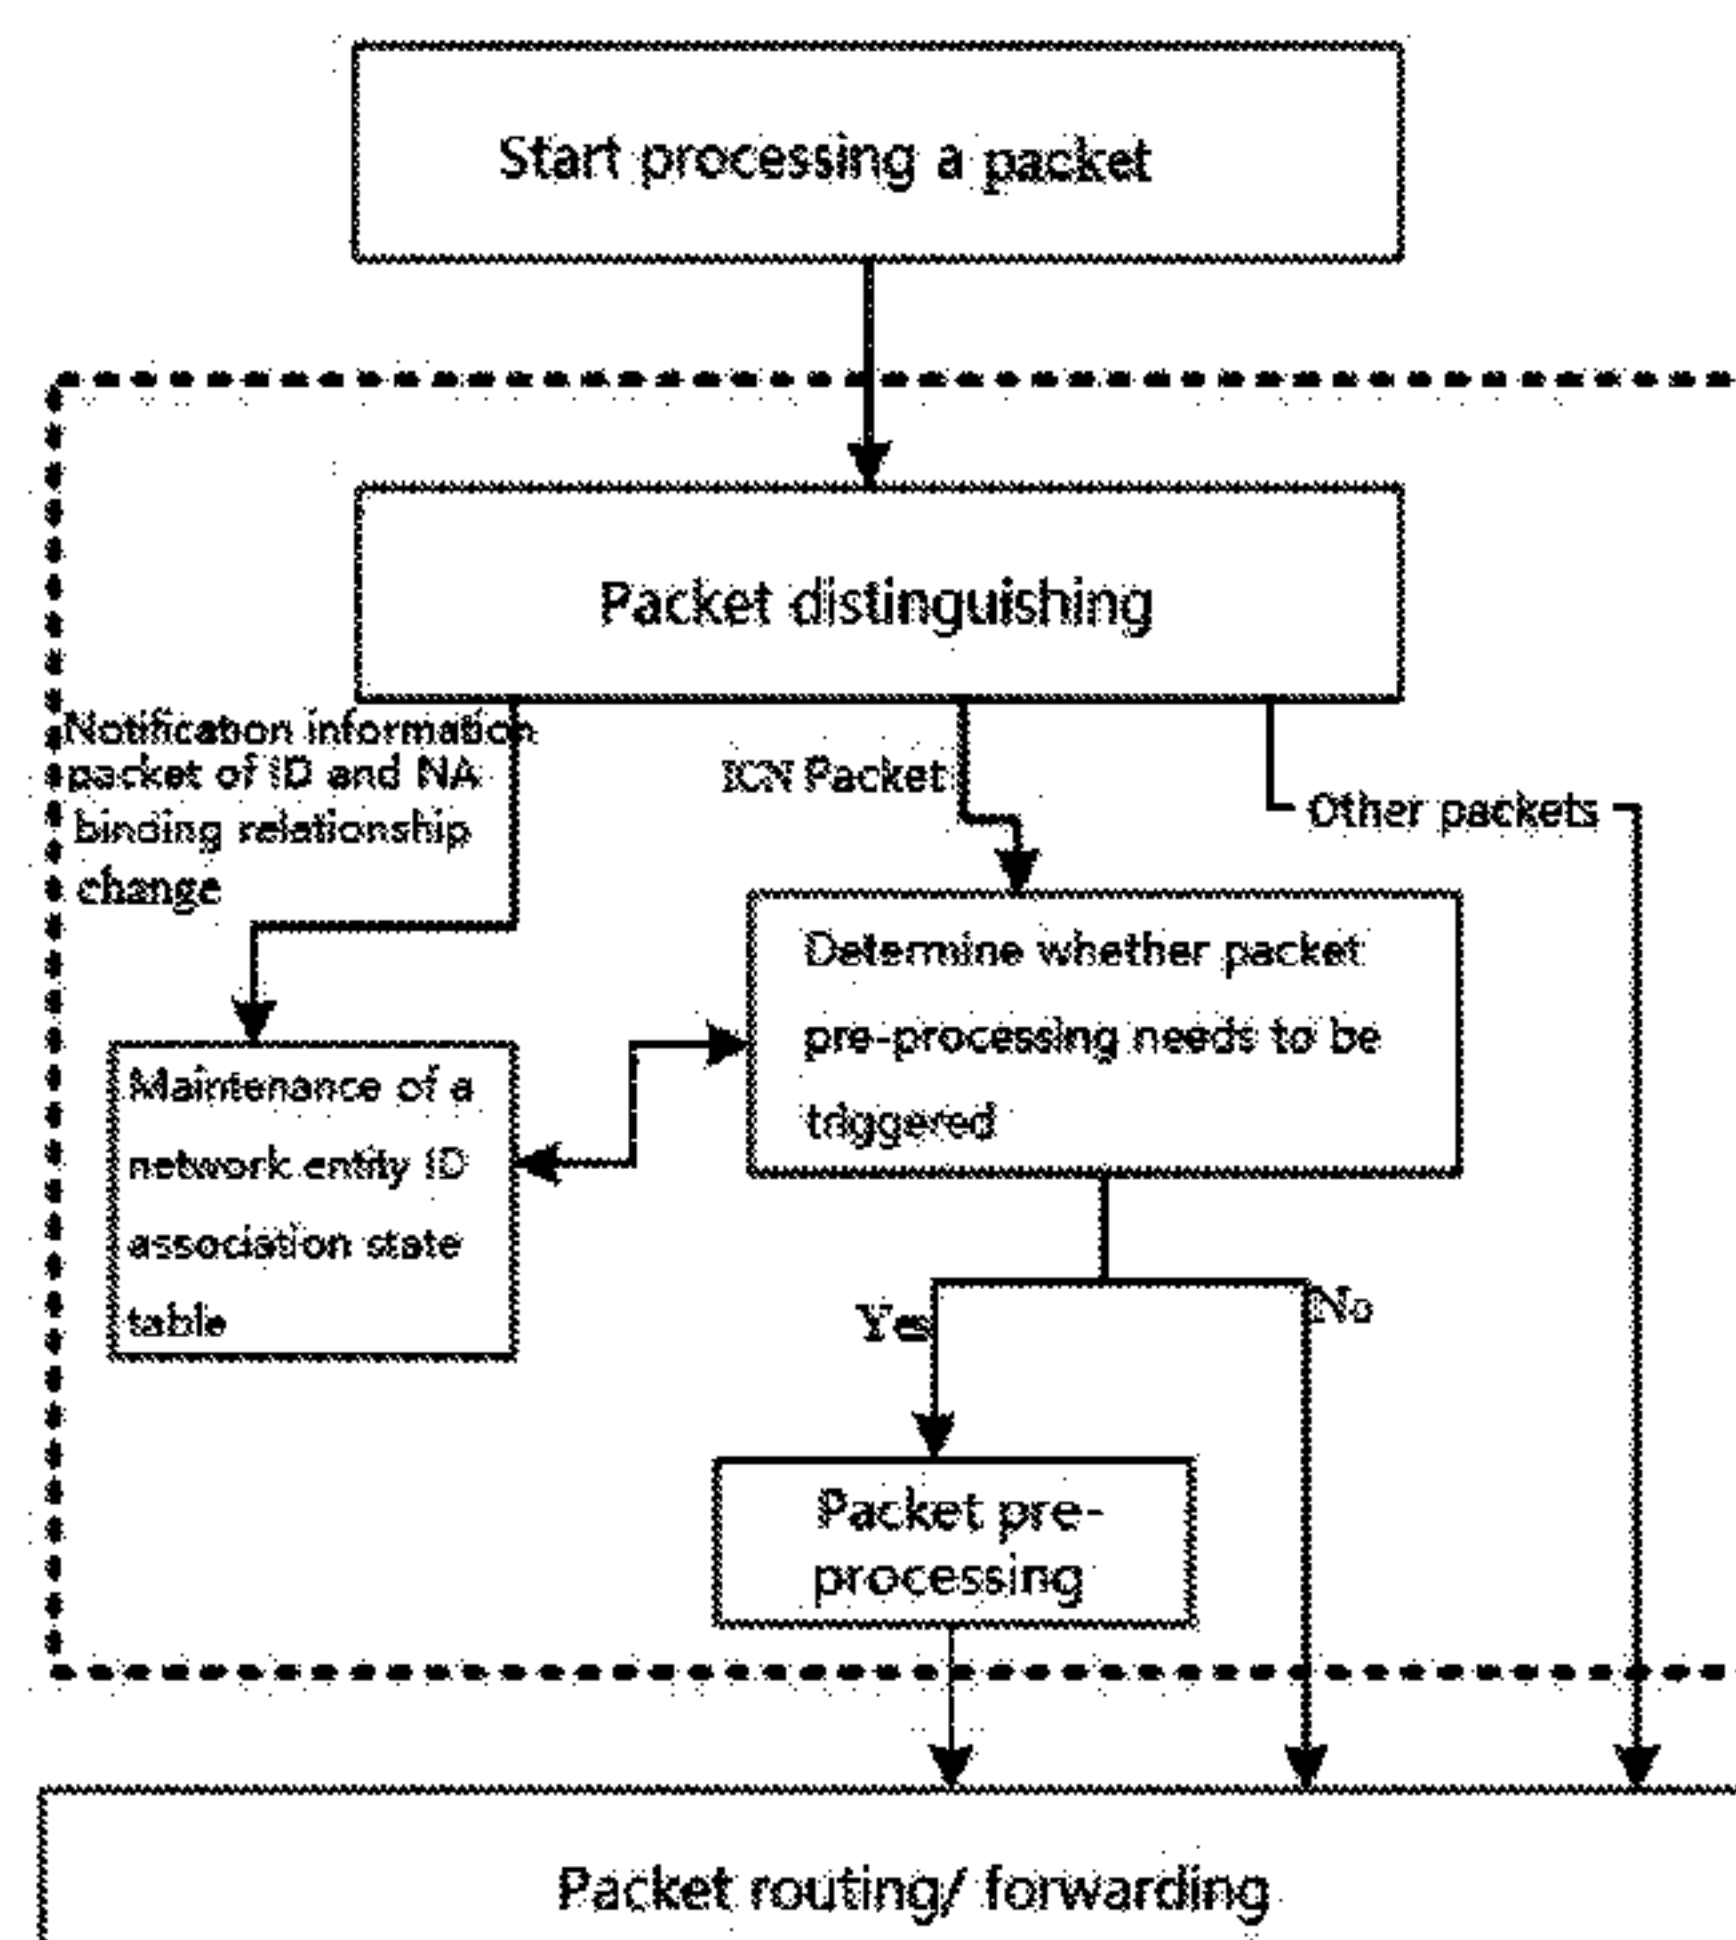 Start processing a packet
Packet distinguishing
Notification information
packet of ID and NA
binding relationship
change
ICN Packet
Other packets
Determine whether packet
pre-processing needs to be
triggered
Maintenance of a
network entity ID
association state
table
Yes
No
Packet pre-
processing
Packet routing/ forwarding